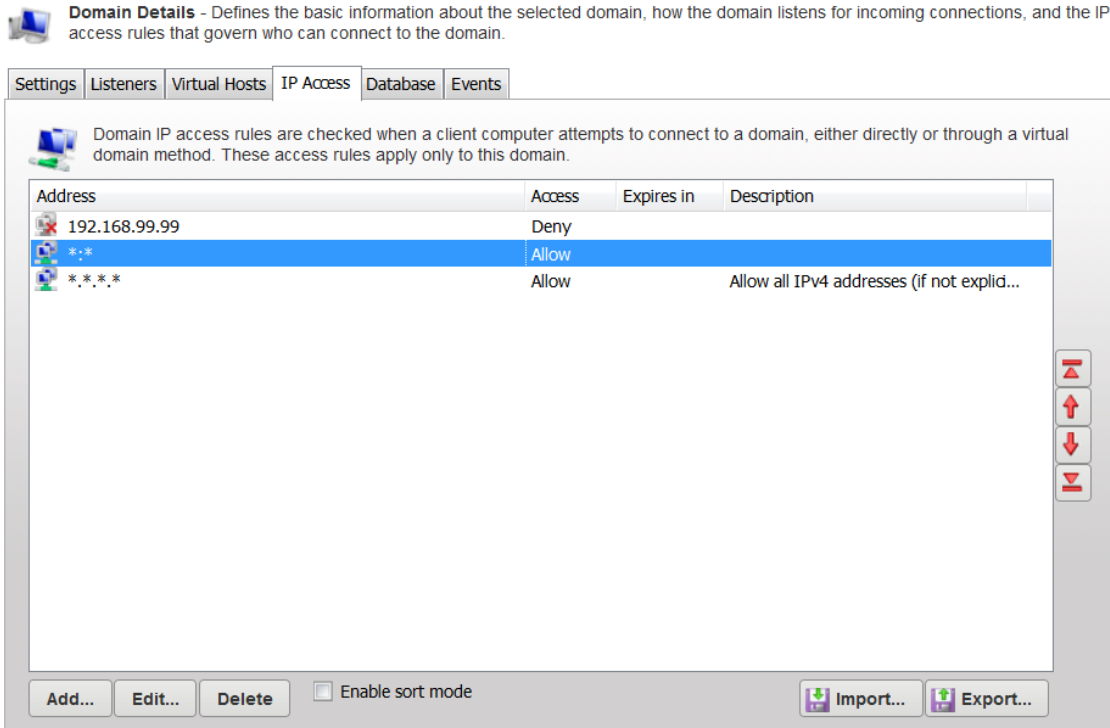 Domain Details - Defines the basic information about the selected domain, how the domain listens for incoming connections, and the IP
access rules that govern who can connect to the domain.
Settings Listeners Virtual Hosts IP Access Database Events
Domain IP access rules are checked when a client computer attempts to connect to a domain, either directly or through a virtual
domain method. These access rules apply only to this domain.
Address Access Expires in Description
192.168.99.99 Deny
*:* Allow
*.*.*.* Allow Allow all IPv4 addresses (if not explici...
Add... Edit... Delete Enable sort mode Import... Export...